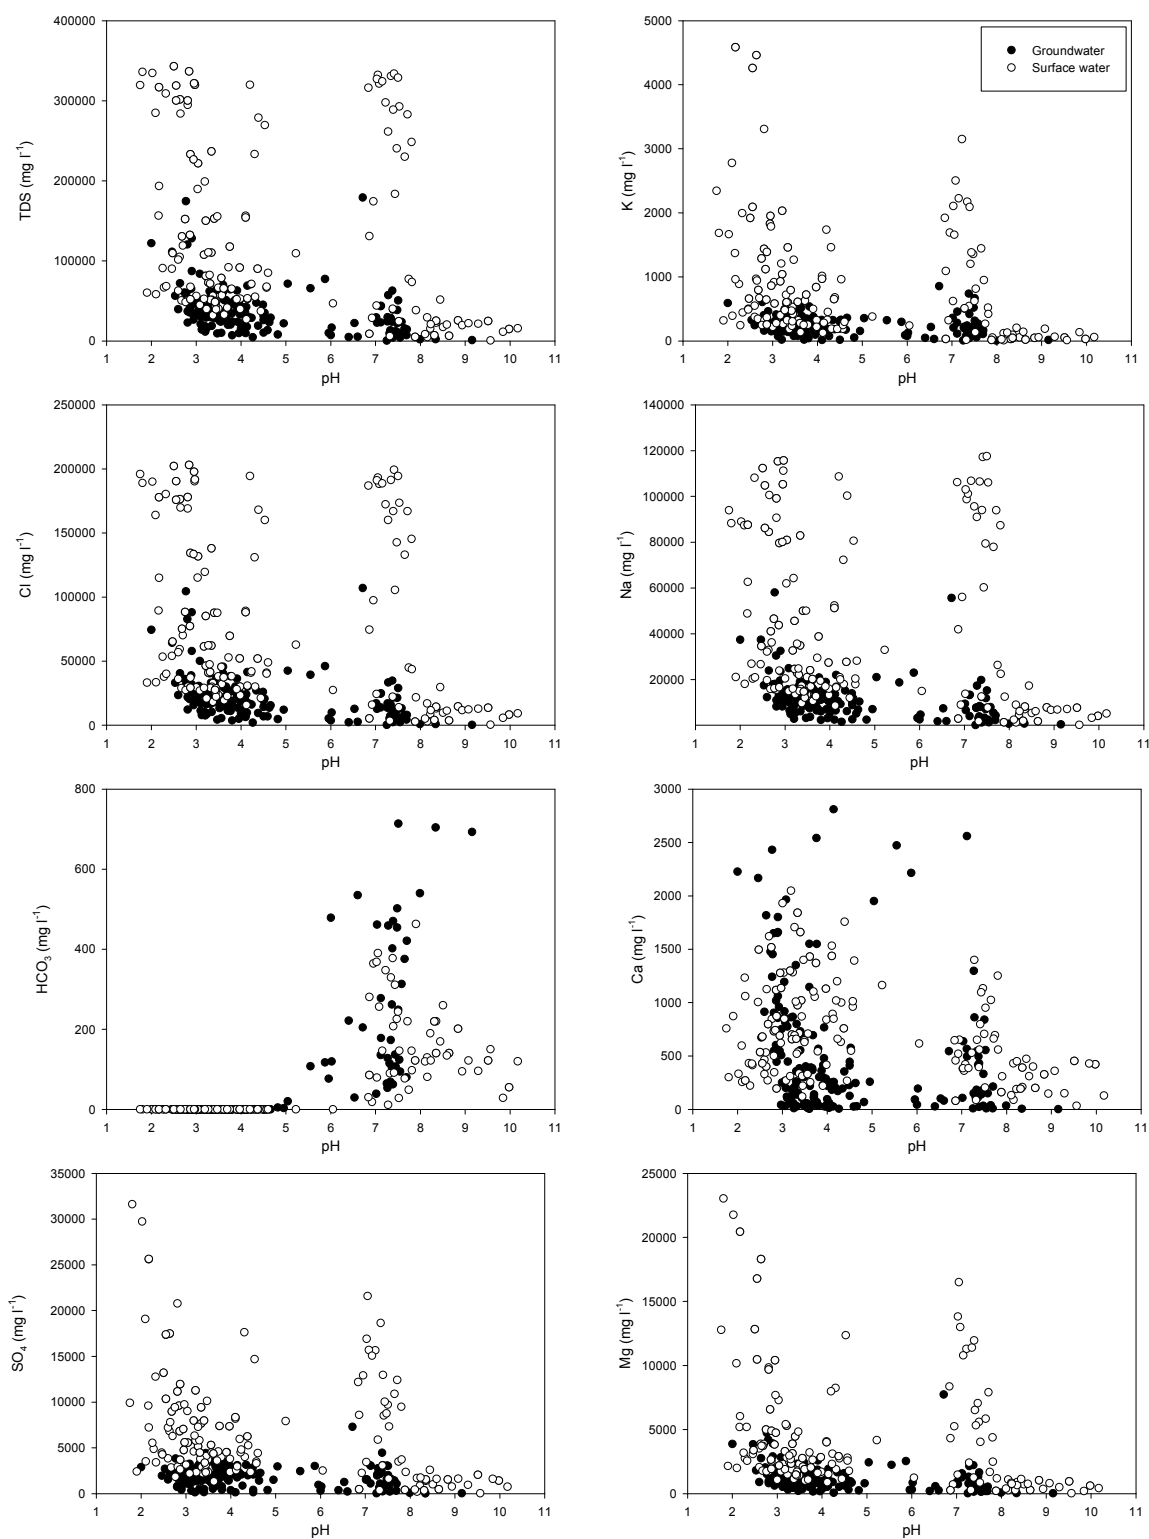 400000
300000
200000
100000
0
TDS (mg l⁻¹)
1 2 3 4 5 6 7 8 9 10 11
pH
5000
4000
3000
2000
1000
0
K (mg l⁻¹)
Groundwater
Surface water
1 2 3 4 5 6 7 8 9 10 11
pH
250000
200000
150000
100000
50000
0
Cl (mg l⁻¹)
1 2 3 4 5 6 7 8 9 10 11
pH
140000
120000
100000
80000
60000
40000
20000
Na (mg l⁻¹)
1 2 3 4 5 6 7 8 9 10 11
pH
800
600
400
200
0
HCO₃ (mg l⁻¹)
1 2 3 4 5 6 7 8 9 10 11
pH
3000
2500
2000
1500
1000
500
0
Ca (mg l⁻¹)
1 2 3 4 5 6 7 8 9 10 11
pH
35000
30000
25000
20000
15000
10000
5000
0
SO₄ (mg l⁻¹)
1 2 3 4 5 6 7 8 9 10 11
pH
25000
20000
15000
10000
5000
0
Mg (mg l⁻¹)
1 2 3 4 5 6 7 8 9 10 11
pH